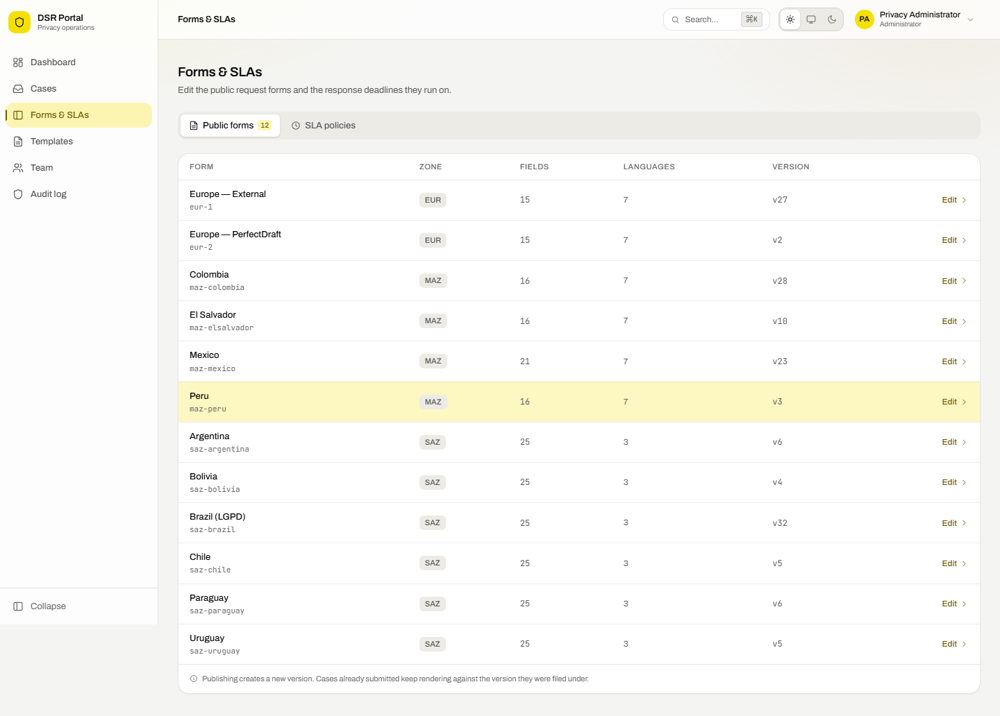 DSR Portal
Privacy operations
Dashboard
Cases
Forms & SLAs
Templates
Team
Audit log
Collapse
Forms & SLAs
Search...
⌘K
PA
Privacy Administrator
Administrator
Forms & SLAs
Edit the public request forms and the response deadlines they run on.
Public forms 12
SLA policies
FORM ZONE FIELDS LANGUAGES VERSION
Europe — External
eur-1
EUR 15 7 v27 Edit
Europe — PerfectDraft
eur-2
EUR 15 7 v2 Edit
Colombia
maz-colombia
MAZ 16 7 v28 Edit
El Salvador
maz-elsalvador
MAZ 16 7 v10 Edit
Mexico
maz-mexico
MAZ 21 7 v23 Edit
Peru
maz-peru
MAZ 16 7 v3 Edit
Argentina
saz-argentina
SAZ 25 3 v6 Edit
Bolivia
saz-bolivia
SAZ 25 3 v4 Edit
Brazil (LGPD)
saz-brazil
SAZ 25 3 v32 Edit
Chile
saz-chile
SAZ 25 3 v5 Edit
Paraguay
saz-paraguay
SAZ 25 3 v6 Edit
Uruguay
saz-uruguay
SAZ 25 3 v5 Edit
Publishing creates a new version. Cases already submitted keep rendering against the version they were filed under.